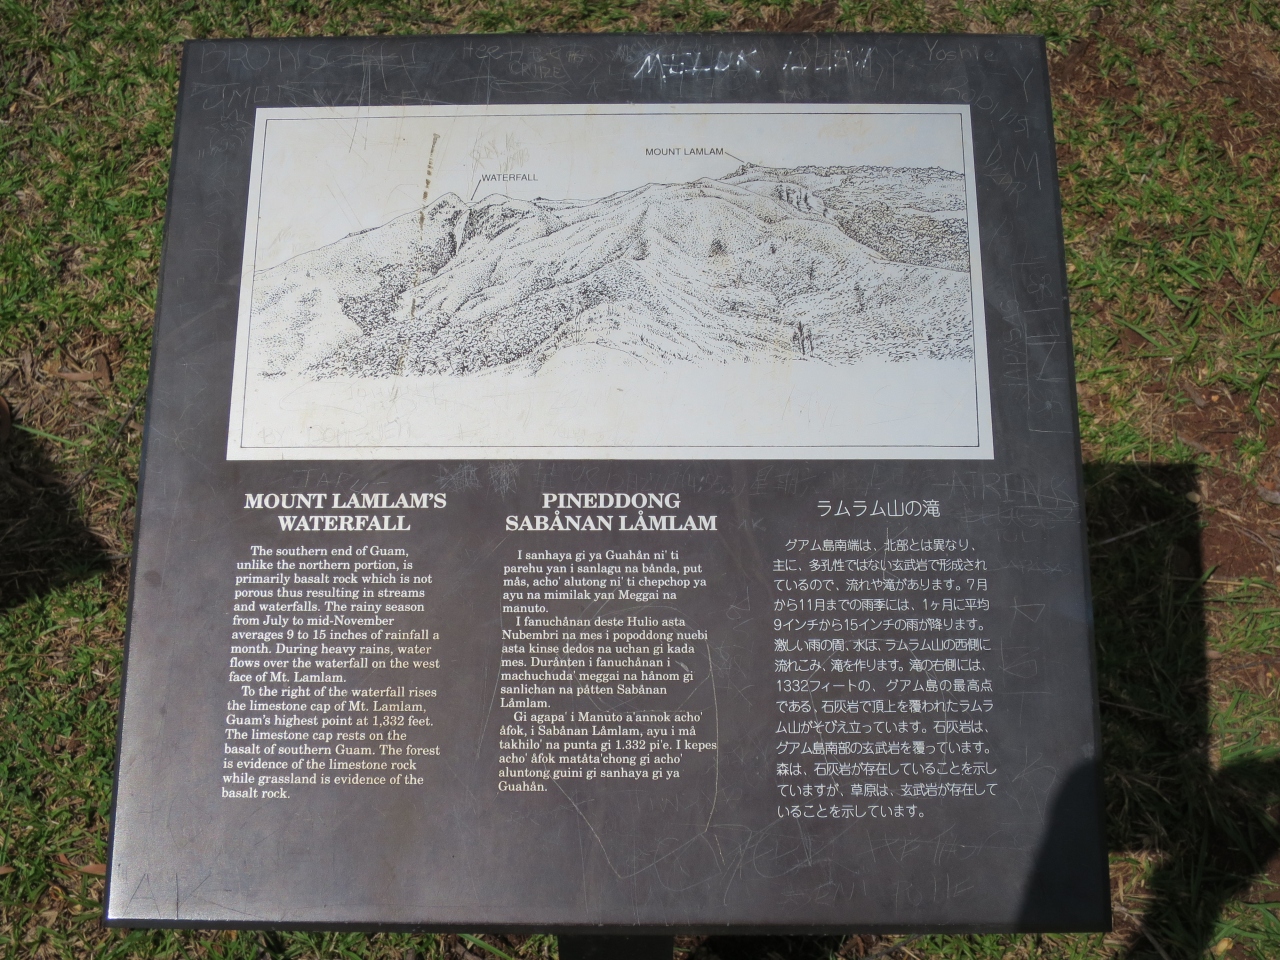 MOUNT LAMLAM
WATERFALL
MOUNT LAMLAM'S
WATERFALL
The southern end of Guam,
unlike the northern portion, is
primarily basalt rock which is not
porous thus resulting in streams
and waterfalls. The rainy season
from July to mid-November
averages 9 to 15 inches of rainfall a
month. During heavy rains, water
flows over the waterfall on the west
face of Mt. Lamlam.
To the right of the waterfall rises
the limestone cap of Mt. Lamlam,
Guam's highest point at 1,332 feet.
The limestone cap rests on the
basalt of southern Guam. The forest
is evidence of the limestone rock
while grassland is evidence of the
basalt rock.
PINEDDONG
SABÅNAN LÅMLAM
I sanhaya gi ya Guahån ni' ti
parehu yan i sanlagu na bånda, put
mås, acho' alutong ni' ti chepchop ya
ayu na mimilak yan Meggai na
manuto.
I fanuchånan deste Hulio asta
Nubembri na mes i popoddong nuebi
asta kinse dedos na uchan gi kada
mes. Durånten i fanuchånan i
machuchuda' meggai na hånom gi
sanlichan na påtten Sabånan
Låmlam.
Gi agapa' i Manuto a'annok acho'
åfok, i Sabånan Låmlam, ayu i må
takhilo' na punta gi 1.332 pi'e. I kepes
acho' åfok matåta'chong gi acho'
aluntong guini gi sanhaya gi ya
Guahån.
ラムラム山の滝
グアム島南端は、北部とは異なり、
主に、多孔性ではない玄武岩で形成され
ているので、流れや滝があります。7月
から11月までの雨季には、1ヶ月に平均
9インチから15インチの雨が降ります。
激しい雨の間、水は、ラムラム山の西側に
流れこみ、滝を作ります。滝の右側には、
1332フィートの、グアム島の最高点
である、石灰岩で頂上を覆われたラムラ
ム山がそびえ立っています。石灰岩は、
グアム島南部の玄武岩を覆っています。
森は、石灰岩が存在していることを示し
ていますが、草原は、玄武岩が存在して
いることを示しています。